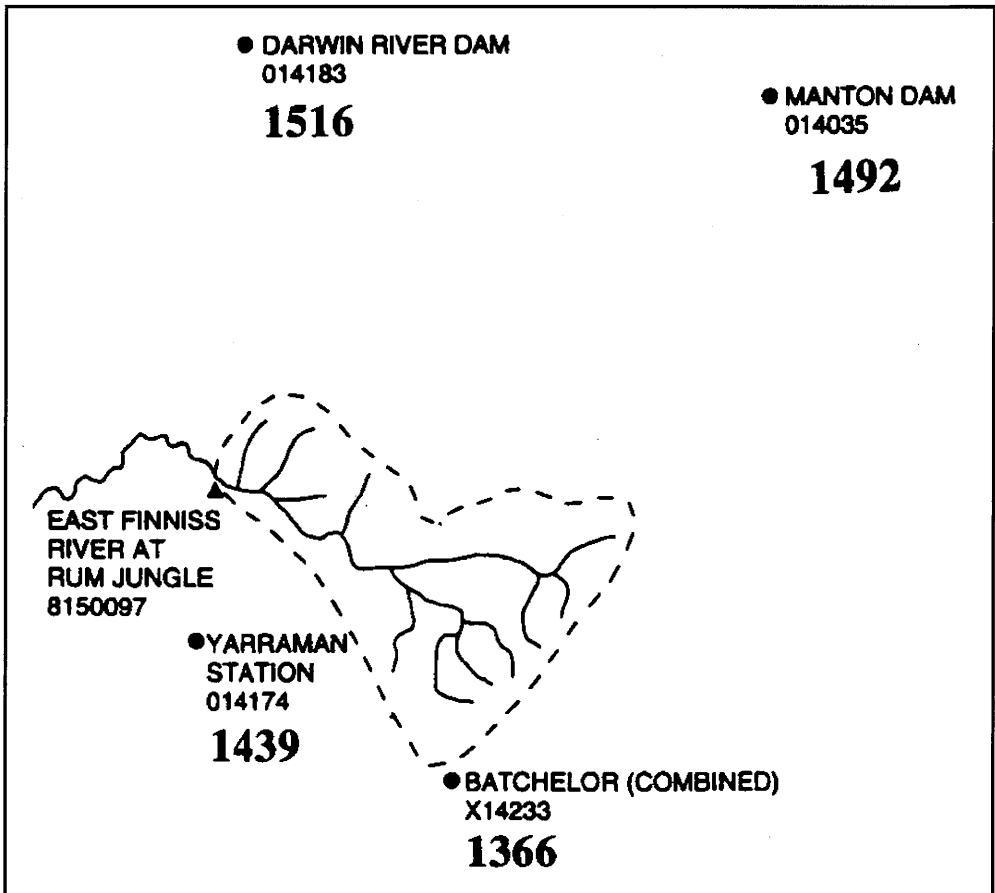 DARWIN RIVER DAM
014183
1516
MANTON DAM
014035
1492
EAST FINNISS
RIVER AT
RUM JUNGLE
8150097
YARRAMAN
STATION
014174
1439
BATCHELOR (COMBINED)
X14233
1366